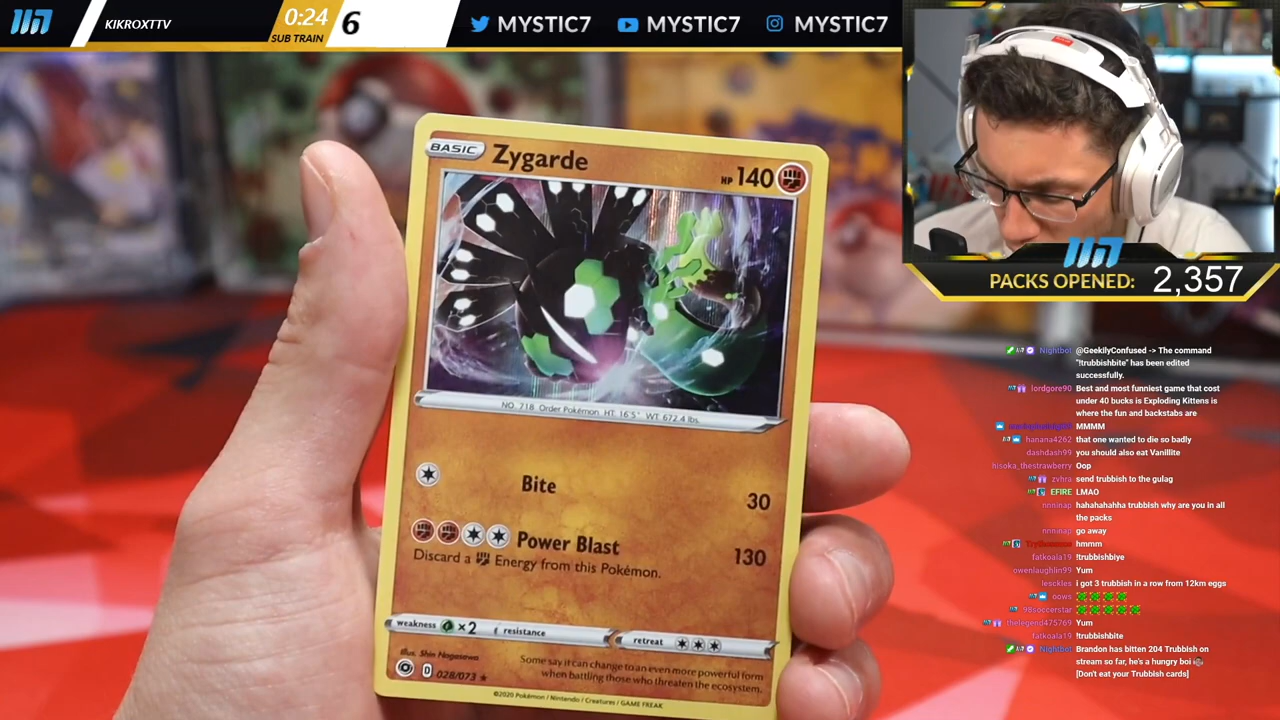 KIKROXTTV
0:24
SUB TRAIN
6
MYSTIC7
MYSTIC7
MYSTIC7
PACKS OPENED: 2,357
BASIC Zygarde HP 140
NO. 718 Order Pokémon HT: 16'5" WT: 672.4 lbs.
Bite 30
Power Blast 130
Discard a Energy from this Pokémon.
weakness ×2 resistance retreat
Illus. Shin Nagasawa
D 028/073 ★
Some say it can change to an even more powerful form
when battling those who threaten the ecosystem.
©2020 Pokémon / Nintendo / Creatures / GAME FREAK
Nightbot @GeekilyConfused -> The command
"!trubbishbite" has been edited
successfully.
lordgore90 Best and most funniest game that cost
under 40 bucks is Exploding Kittens is
where the fun and backstabs are
MMMM
hanana4262 that one wanted to die so badly
dashdash99 you should also eat Vanillite
hisoka_thestrawberry Oop
zvhra send trubbish to the gulag
EFIRE LMAO
nnninap hahahahahha trubbish why are you in all
the packs
nnninap go away
hmmm
fatkoala19 !trubbishbiye
owenlaughlin99 Yum
lesckles i got 3 trubbish in a row from 12km eggs
oows
98soccerstar
thelegend475769 Yum
fatkoala19 !trubbishbite
Nightbot Brandon has bitten 204 Trubbish on
stream so far, he's a hungry boi
[Don't eat your Trubbish cards]